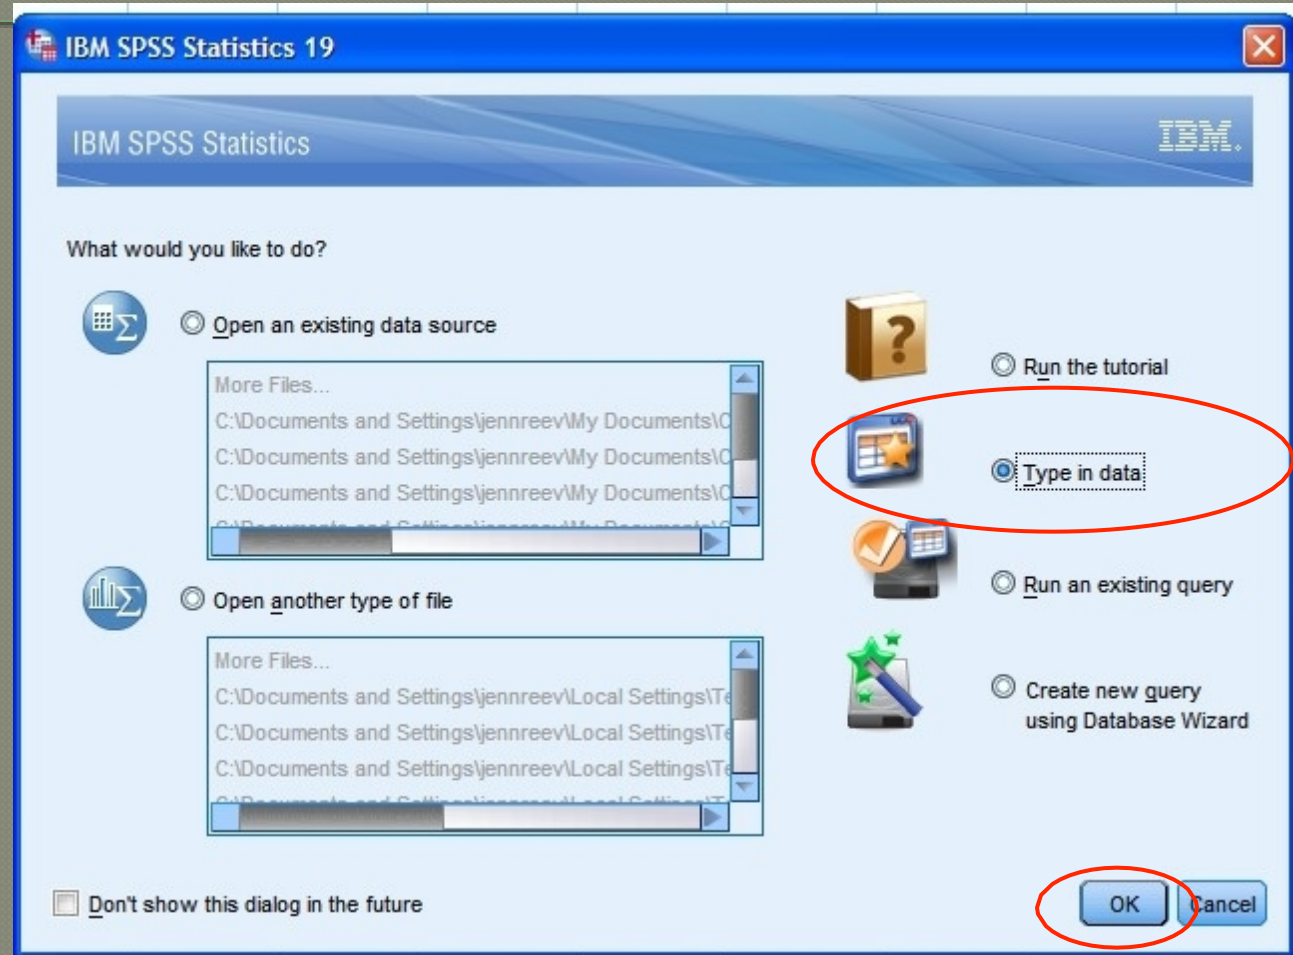 IBM SPSS Statistics 19
IBM SPSS Statistics
IBM.
What would you like to do?
Open an existing data source
More Files...
C:\Documents and Settings\jennreev\My Documents\C
C:\Documents and Settings\jennreev\My Documents\C
C:\Documents and Settings\jennreev\My Documents\C
Open another type of file
More Files...
C:\Documents and Settings\jennreev\Local Settings\Te
C:\Documents and Settings\jennreev\Local Settings\Te
C:\Documents and Settings\jennreev\Local Settings\Te
?
Run the tutorial
Type in data
Run an existing query
Create new query
using Database Wizard
Don't show this dialog in the future
OK
Cancel